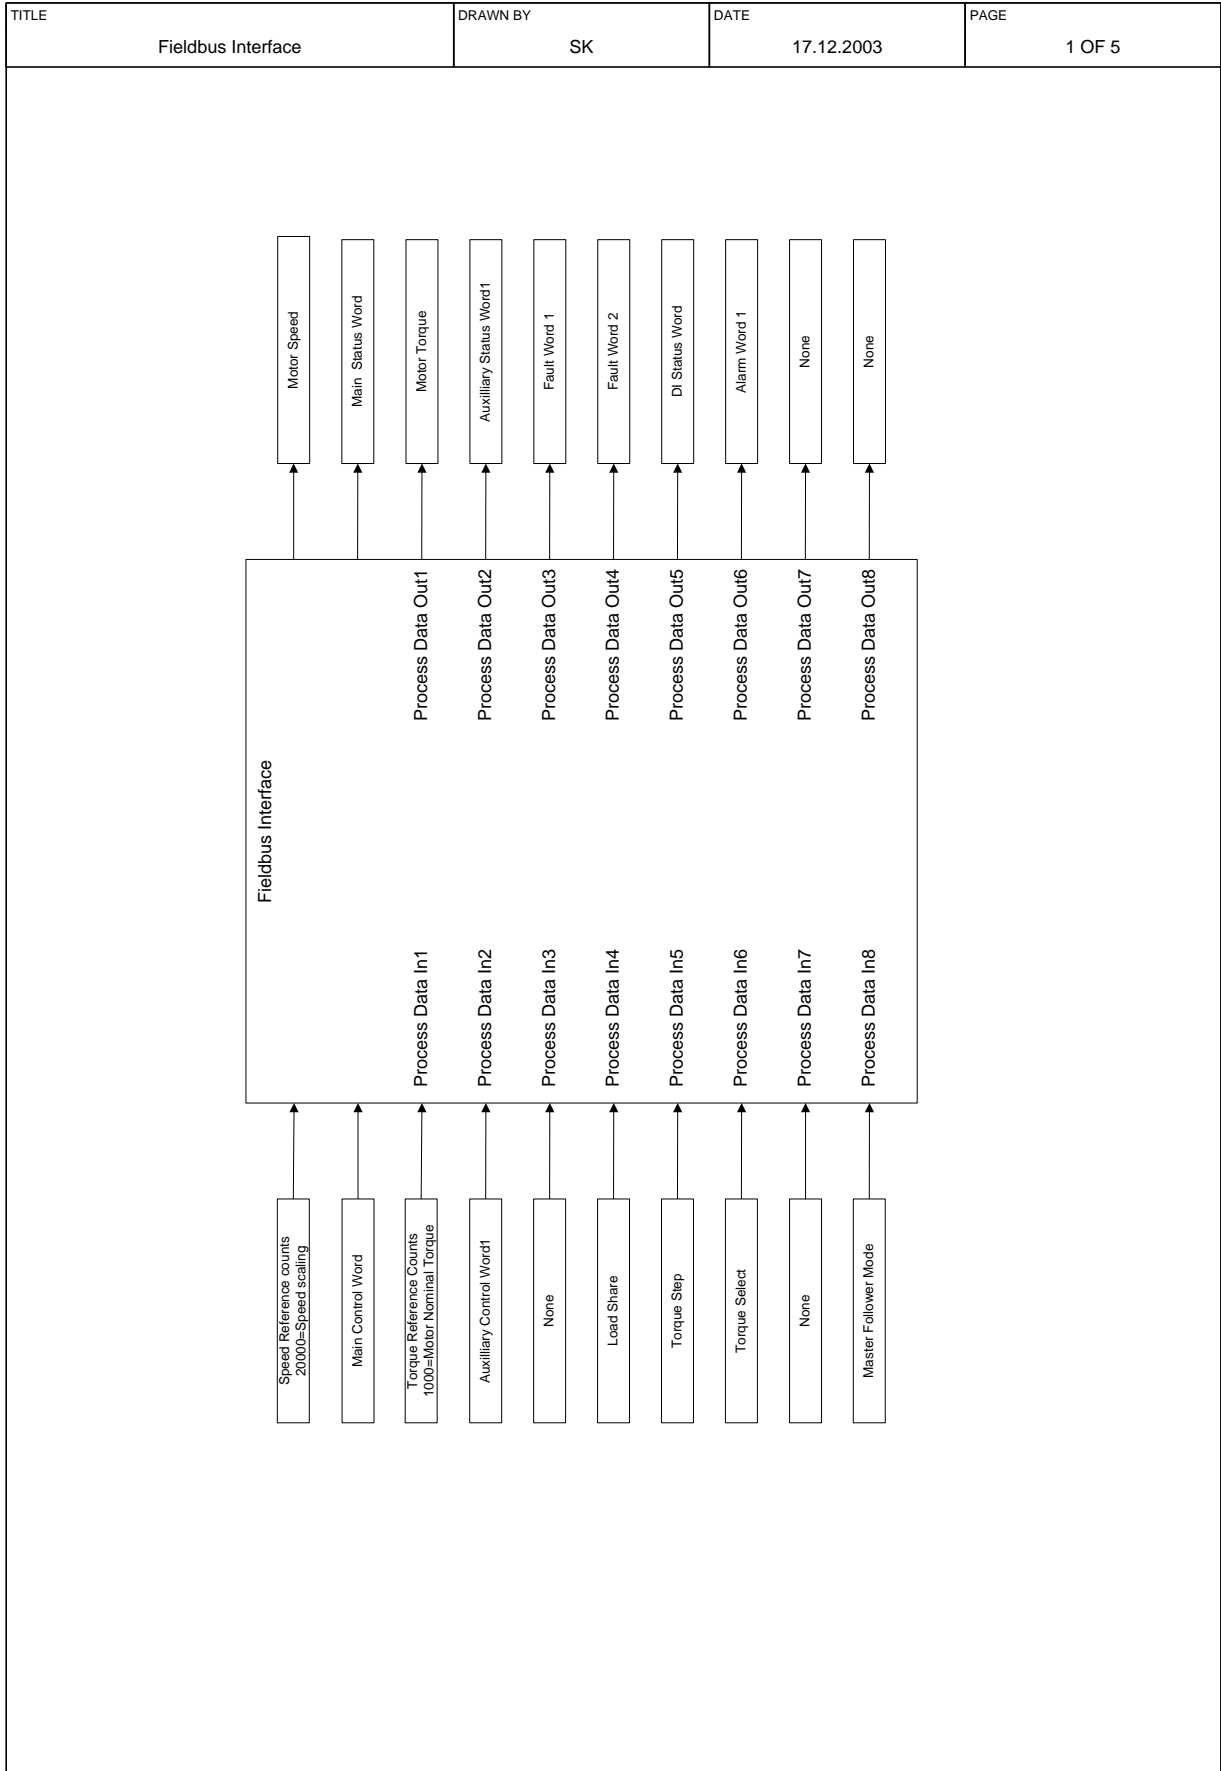 TITLE
Fieldbus Interface
DRAWN BY
SK
DATE
17.12.2003
PAGE
1 OF 5
Motor Speed
Main Status Word
Motor Torque
Auxilliary Status Word1
Fault Word 1
Fault Word 2
DI Status Word
Alarm Word 1
None
None
Fieldbus Interface
Process Data Out1
Process Data Out2
Process Data Out3
Process Data Out4
Process Data Out5
Process Data Out6
Process Data Out7
Process Data Out8
Process Data In1
Process Data In2
Process Data In3
Process Data In4
Process Data In5
Process Data In6
Process Data In7
Process Data In8
Speed Reference counts
20000=Speed scaling
Main Control Word
Torque Reference Counts
1000=Motor Nominal Torque
Auxilliary Control Word1
None
Load Share
Torque Step
Torque Select
None
Master Follower Mode